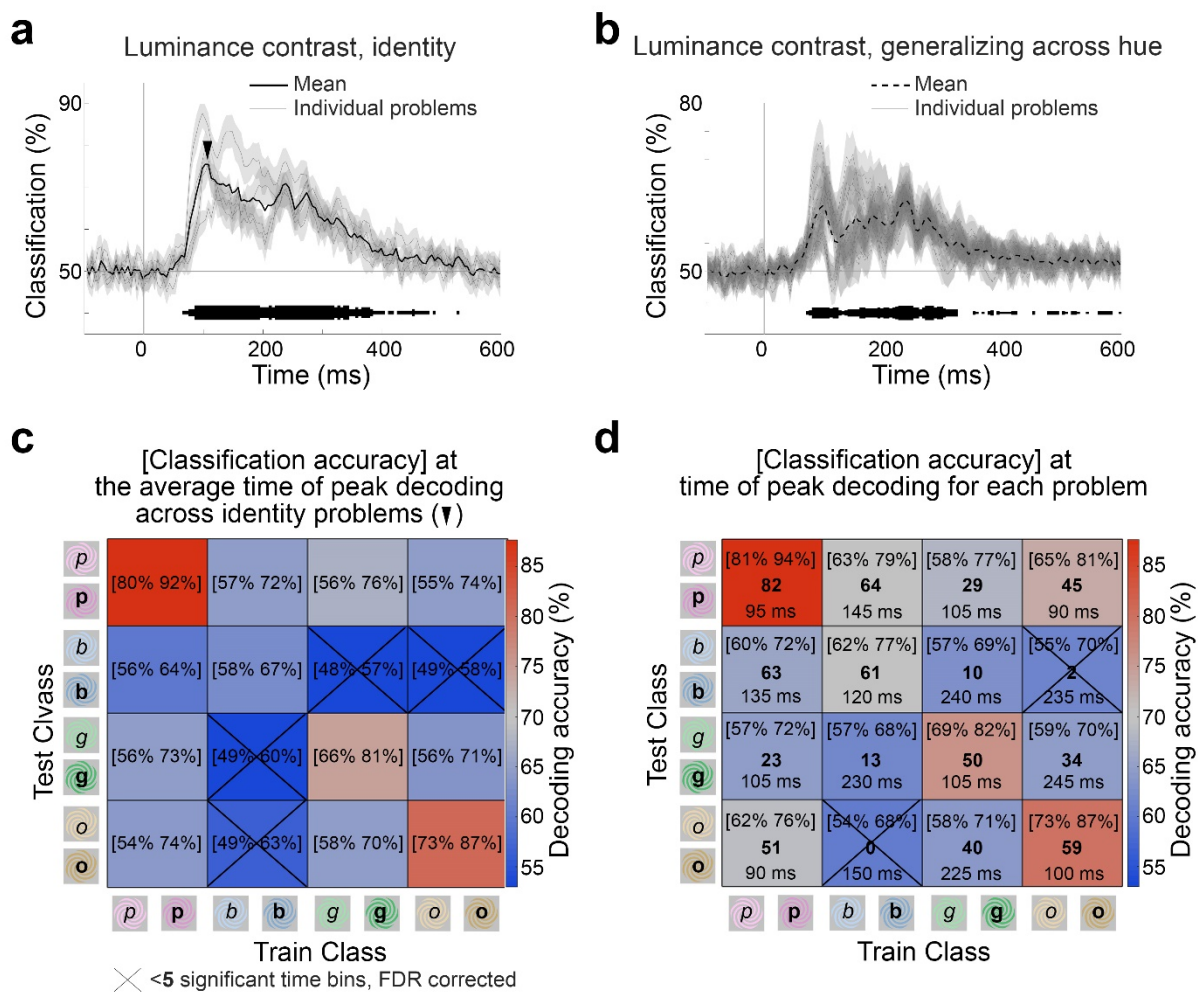 a
Luminance contrast, identity
Mean
Individual problems
90
50
Classification (%)
0 200 400 600
Time (ms)
b
Luminance contrast, generalizing across hue
Mean
Individual problems
80
50
Classification (%)
0 200 400 600
Time (ms)
c
[Classification accuracy] at
the average time of peak decoding
across identity problems (▼)
Test Clvass
p
p
b
b
g
g
o
o
[80% 92%] [57% 72%] [56% 76%] [55% 74%]
[56% 64%] [58% 67%] [48% 57%] [49% 58%]
[56% 73%] [49% 60%] [66% 81%] [56% 71%]
[54% 74%] [49% 63%] [58% 70%] [73% 87%]
p p b b g g o o
Train Class
<5 significant time bins, FDR corrected
85
80
75
70
65
60
55
Decoding accuracy (%)
d
[Classification accuracy] at
time of peak decoding for each problem
Test Class
p
p
b
b
g
g
o
o
[81% 94%] [63% 79%] [58% 77%] [65% 81%]
82 64 29 45
95 ms 145 ms 105 ms 90 ms
[60% 72%] [62% 77%] [57% 69%] [55% 70%]
63 61 10 2
135 ms 120 ms 240 ms 235 ms
[57% 72%] [57% 68%] [69% 82%] [59% 70%]
23 13 50 34
105 ms 230 ms 105 ms 245 ms
[62% 76%] [54% 68%] [58% 71%] [73% 87%]
51 0 40 59
90 ms 150 ms 225 ms 100 ms
p p b b g g o o
Train Class
85
80
75
70
65
60
55
Decoding accuracy (%)